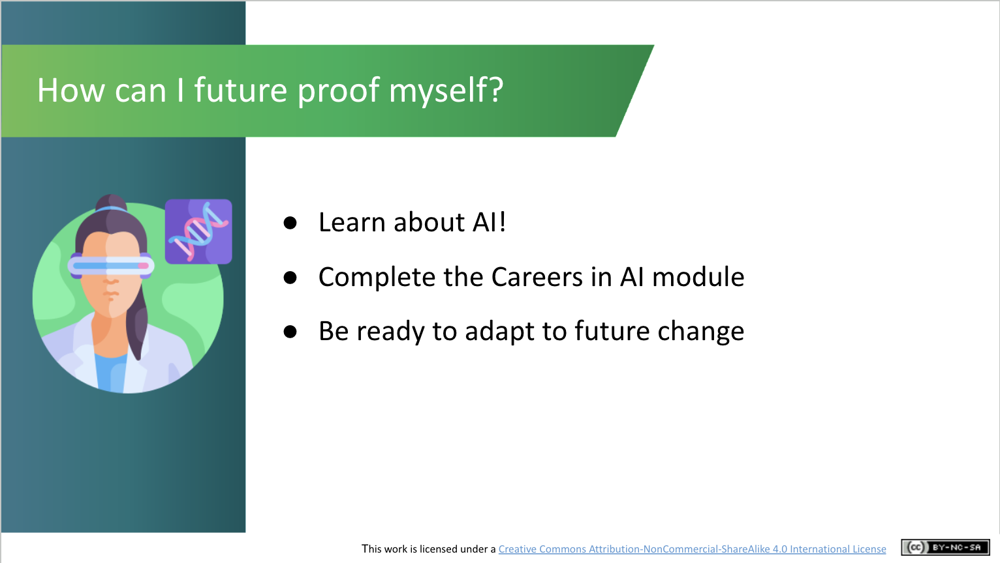 How can I future proof myself?
● Learn about AI!
● Complete the Careers in AI module
● Be ready to adapt to future change
This work is licensed under a Creative Commons Attribution-NonCommercial-ShareAlike 4.0 International License
cc BY-NC-SA